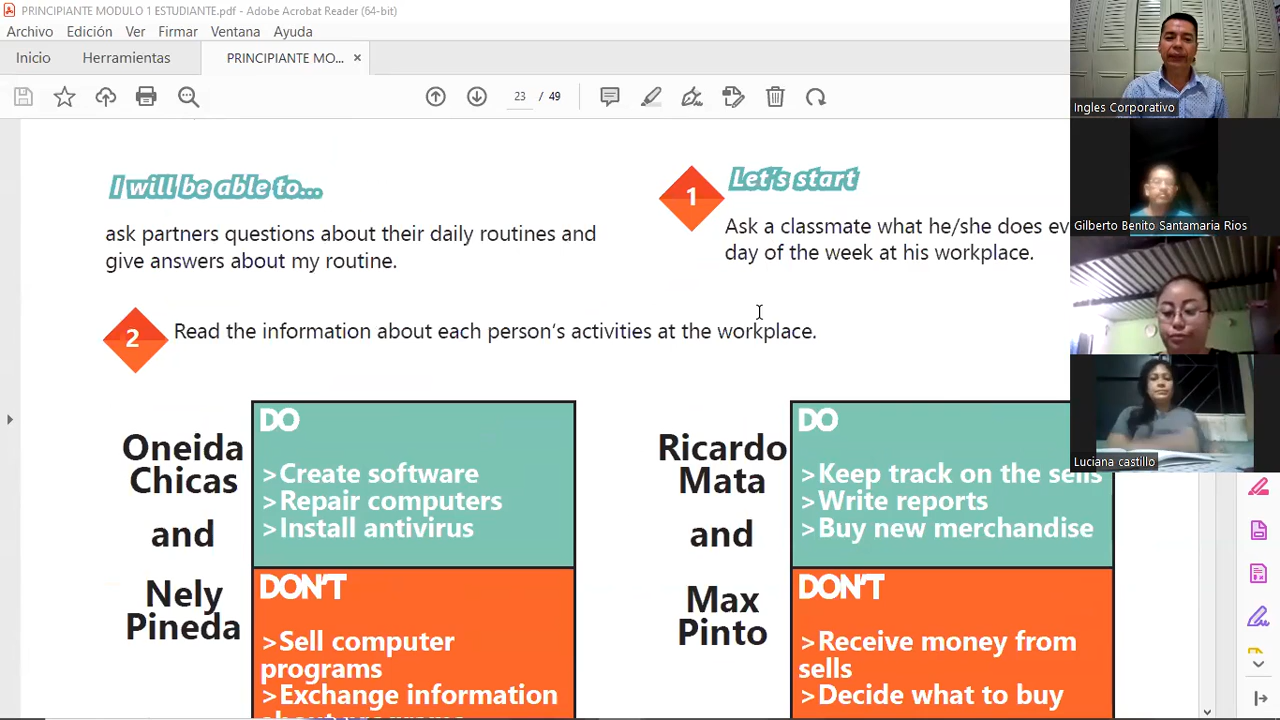 PRINCIPIANTE MODULO 1 ESTUDIANTE.pdf - Adobe Acrobat Reader (64-bit)
Archivo Edición Ver Firmar Ventana Ayuda
Inicio Herramientas PRINCIPIANTE MO... ×
23 / 49
I will be able to...
ask partners questions about their daily routines and
give answers about my routine.
1 Let's start
Ask a classmate what he/she does ev
day of the week at his workplace.
2 Read the information about each person's activities at the workplace.
Oneida
Chicas
and
Nely
Pineda
DO
>Create software
>Repair computers
>Install antivirus
DON'T
>Sell computer
programs
>Exchange information
about programs
Ricardo
Mata
and
Max
Pinto
DO
>Keep track on the sells
>Write reports
>Buy new merchandise
DON'T
>Receive money from
sells
>Decide what to buy
Ingles Corporativo
Gilberto Benito Santamaria Rios
Luciana castillo